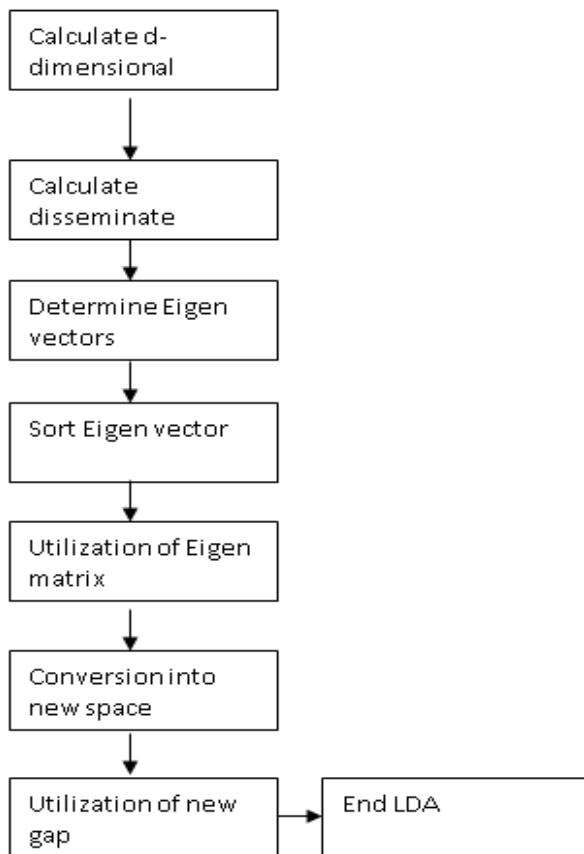 Calculate d-
dimensional
Calculate
disseminate
Determine Eigen
vectors
Sort Eigen vector
Utilization of Eigen
matrix
Conversion into
new space
Utilization of new
gap
End LDA